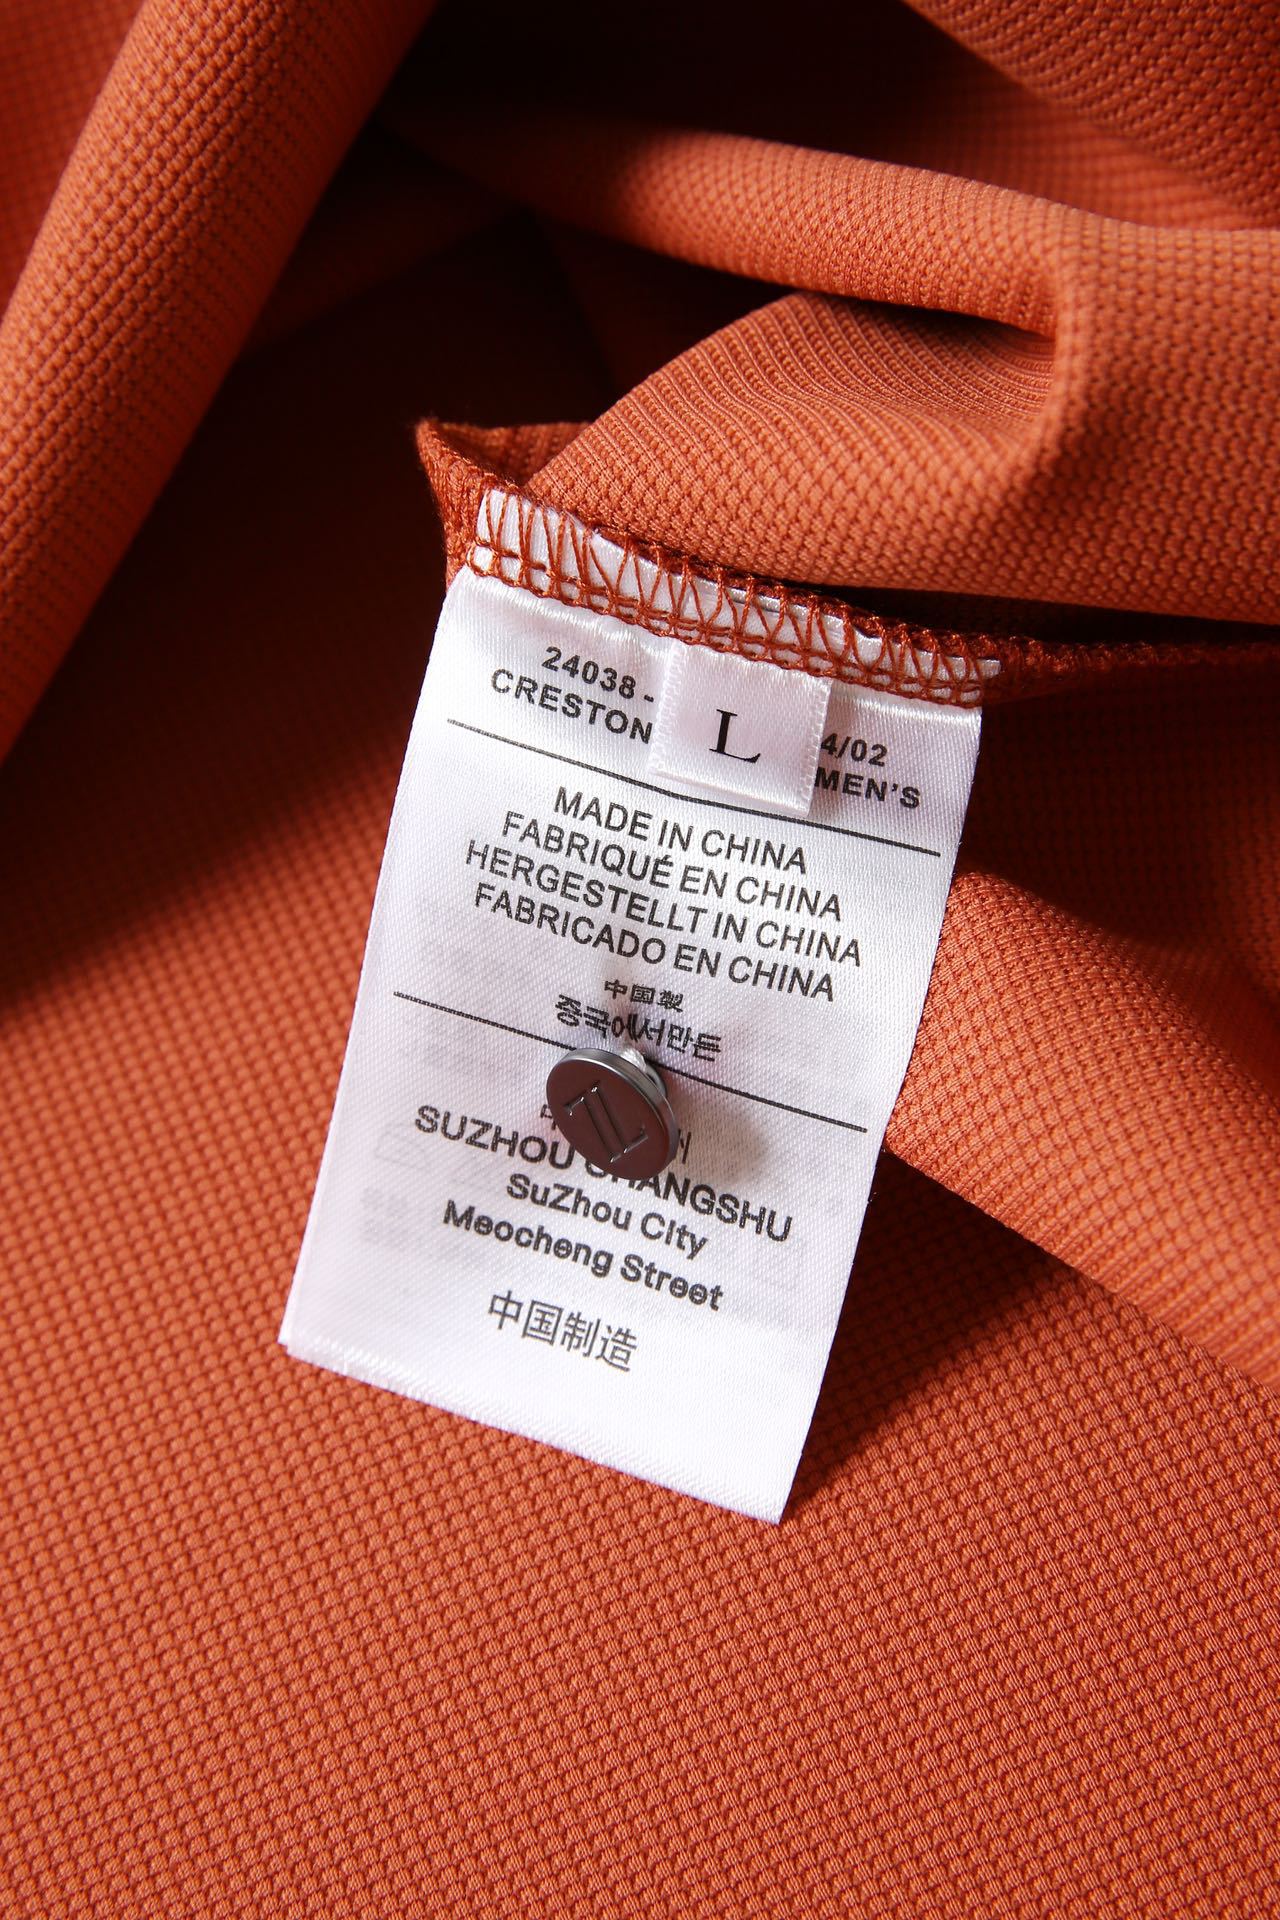 24038-
CRESTON
L
4/02
MEN'S
MADE IN CHINA
FABRIQUÉ EN CHINA
HERGESTELLT IN CHINA
FABRICADO EN CHINA
中国製
중국에서만든
SUZHOU CHANGSHU
SuZhou City
Meocheng Street
中国制造